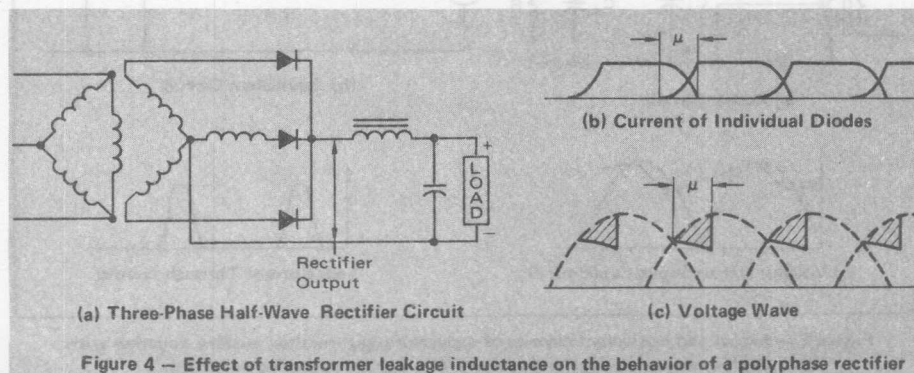 μ
(b) Current of Individual Diodes
+
LOAD
−
Rectifier
Output
μ
(a) Three-Phase Half-Wave Rectifier Circuit
(c) Voltage Wave
Figure 4 — Effect of transformer leakage inductance on the behavior of a polyphase rectifier